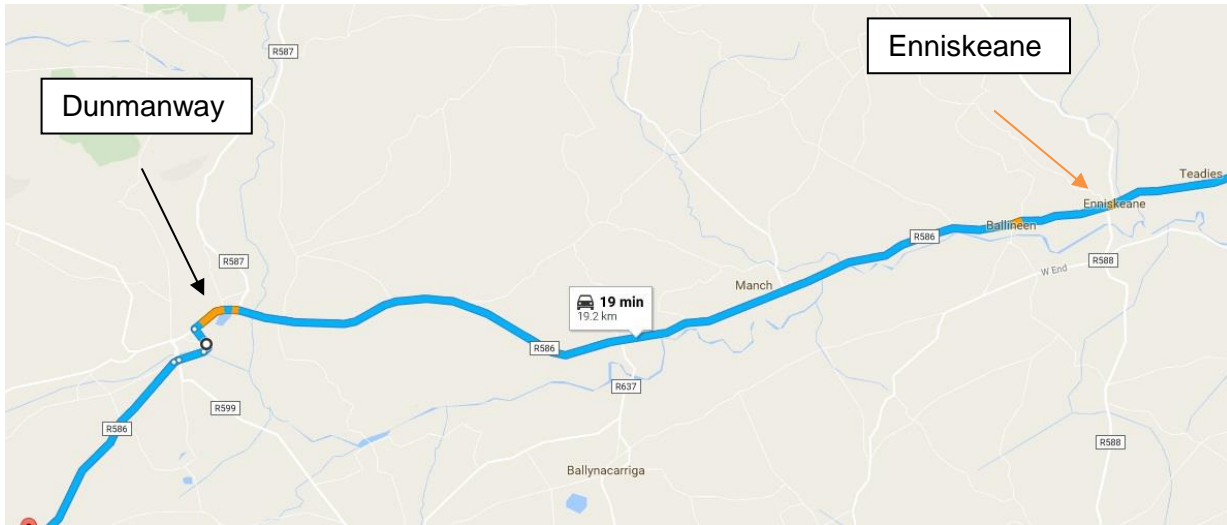 R587
Enniskeane
Dunmanway
Teadies
Enniskeane
Ballineen
R586
R587
R588
W End
Manch
19 min
19.2 km
R586
R637
R599
R586
R588
Ballynacarriga